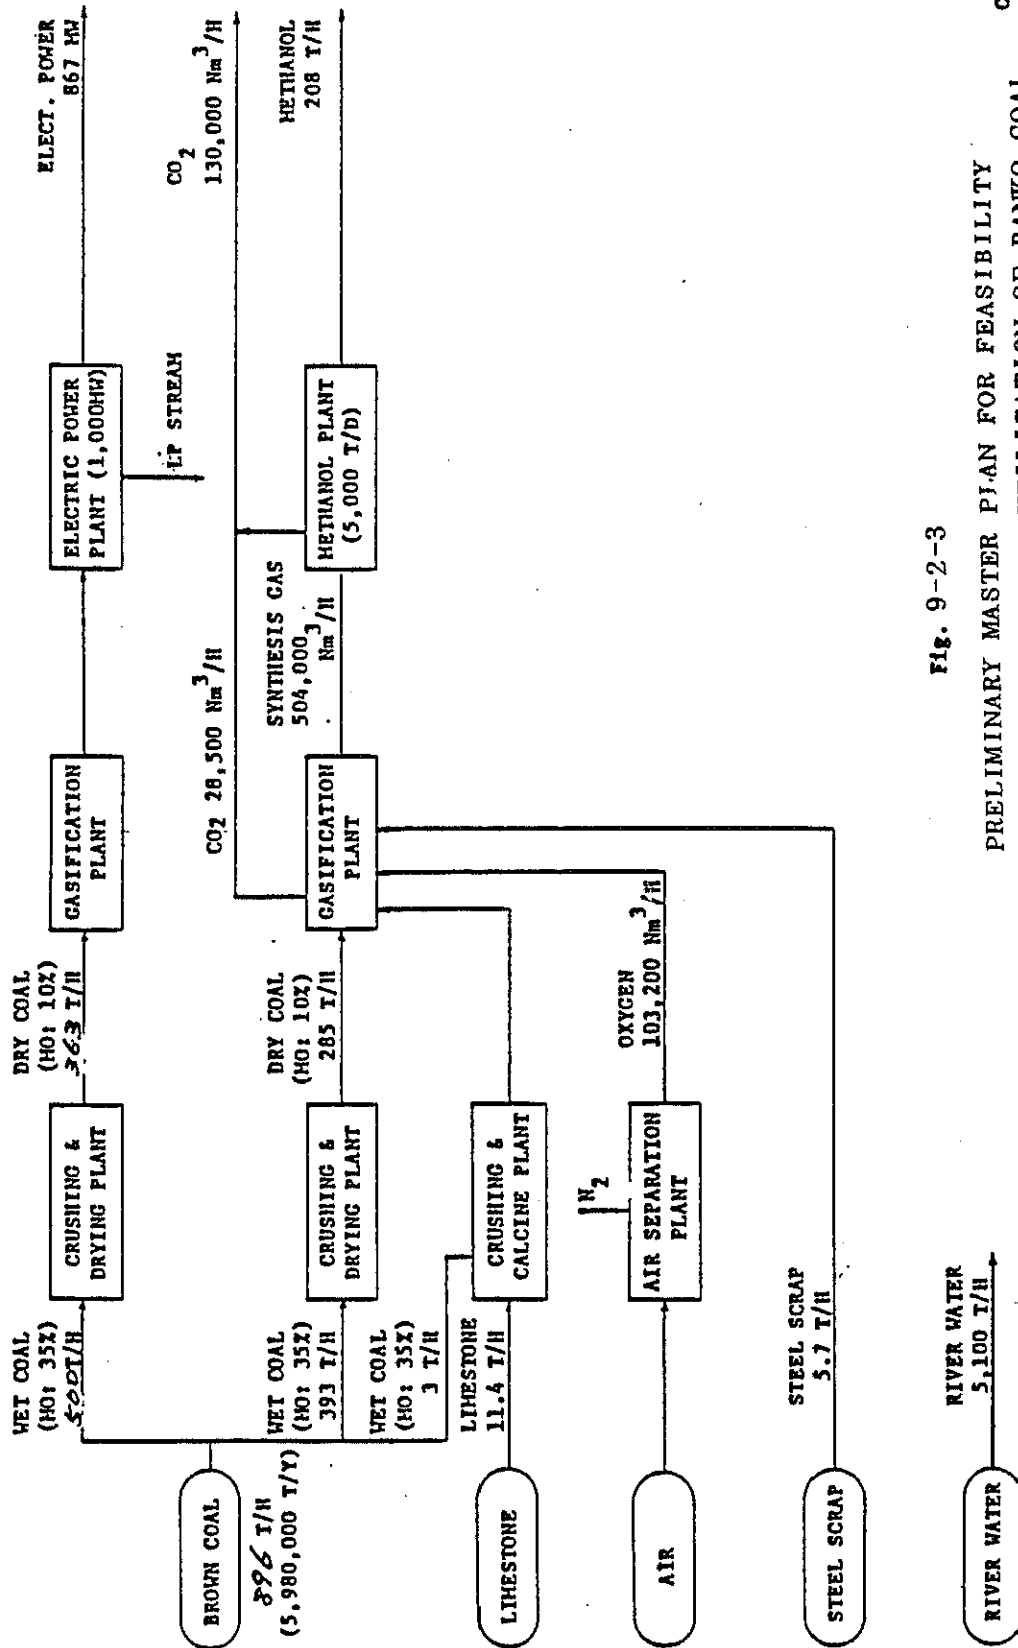 WET COAL
(HO: 35%)
500T/H
CRUSHING &
DRYING PLANT
DRY COAL
(HO: 10%)
363 T/H
GASIFICATION
PLANT
ELECTRIC POWER
PLANT (1,000MW)
ELECT. POWER
867 MW
LP STREAM
BROWN COAL
896 T/H
(5,980,000 T/Y)
CO2 28,500 Nm3/H
CO2
130,000 Nm3/H
WET COAL
(HO: 35%)
393 T/H
CRUSHING &
DRYING PLANT
DRY COAL
(HO: 10%)
285 T/H
GASIFICATION
PLANT
SYNTHESIS GAS
504,000
Nm3/H
METHANOL PLANT
(5,000 T/D)
METHANOL
208 T/H
WET COAL
(HO: 35%)
3 T/H
LIMESTONE
LIMESTONE
11.4 T/H
CRUSHING &
CALCINE PLANT
AIR
N2
AIR SEPARATION
PLANT
OXYGEN
103,200 Nm3/H
STEEL SCRAP
STEEL SCRAP
5.7 T/H
RIVER WATER
RIVER WATER
5,100 T/H
Fig. 9-2-3
PRELIMINARY MASTER PLAN FOR FEASIBILITY